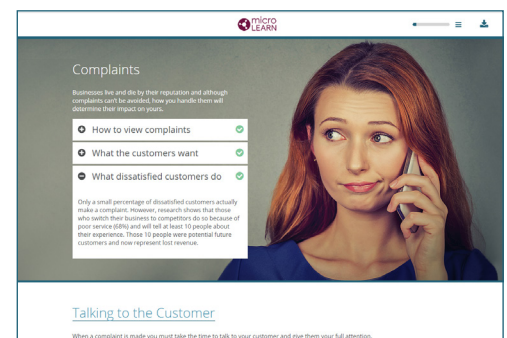 micro
LEARN
Complaints
Businesses live and die by their reputation and although
complaints can't be avoided, how you handle them will
determine their impact on yours.
How to view complaints
What the customers want
What dissatisfied customers do
Only a small percentage of dissatisfied customers actually
make a complaint. However, research shows that those
who switch their business to competitors do so because of
poor service (68%) and will tell at least 10 people about
their experience. Those 10 people were potential future
customers and now represent lost revenue.
Talking to the Customer
When a complaint is made you must take the time to talk to your customer and give them your full attention.